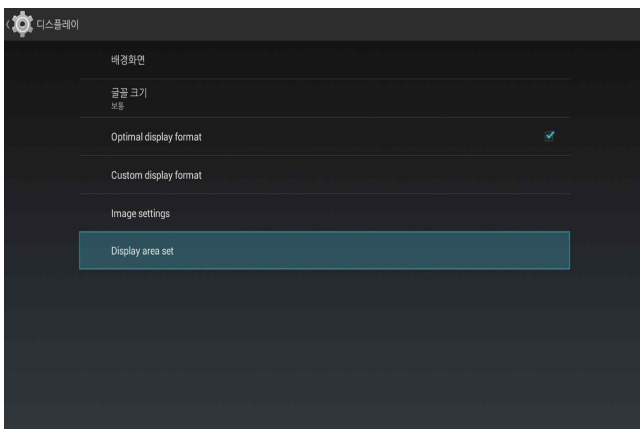 디스플레이
배경화면
글꼴 크기
보통
Optimal display format
Custom display format
Image settings
Display area set